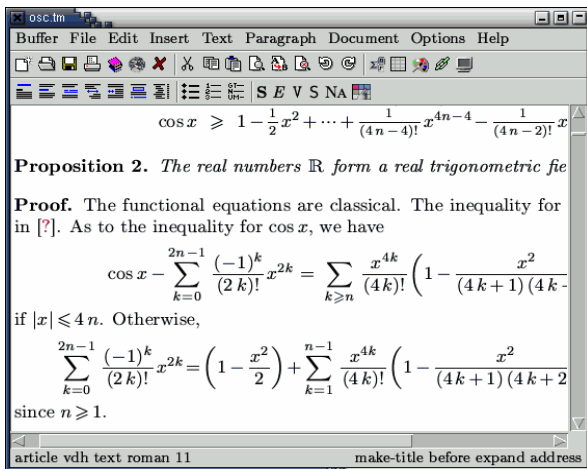 osc.tm
Buffer File Edit Insert Text Paragraph Document Options Help
S E V S NA
cos x ⩾ 1 − 1/2 x^2 + ⋯ + 1/(4n−4)! x^{4n−4} − 1/(4n−2)! x
Proposition 2. The real numbers ℝ form a real trigonometric fie
Proof. The functional equations are classical. The inequality for
in [?]. As to the inequality for cos x, we have
cos x − ∑_{k=0}^{2n−1} (−1)^k/(2k)! x^{2k} = ∑_{k⩾n} x^{4k}/(4k)! (1 − x^2/(4k+1)(4k
if |x| ⩽ 4n. Otherwise,
∑_{k=0}^{2n−1} (−1)^k/(2k)! x^{2k} = (1 − x^2/2) + ∑_{k=1}^{n−1} x^{4k}/(4k)! (1 − x^2/(4k+1)(4k+2
since n ⩾ 1.
article vdh text roman 11 make-title before expand address